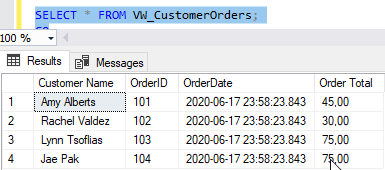 SELECT * FROM VW_CustomerOrders;
100 %
Results Messages
Customer Name OrderID OrderDate Order Total
1 Amy Alberts 101 2020-06-17 23:58:23.843 45,00
2 Rachel Valdez 102 2020-06-17 23:58:23.843 30,00
3 Lynn Tsoflias 103 2020-06-17 23:58:23.843 75,00
4 Jae Pak 104 2020-06-17 23:58:23.843 75,00